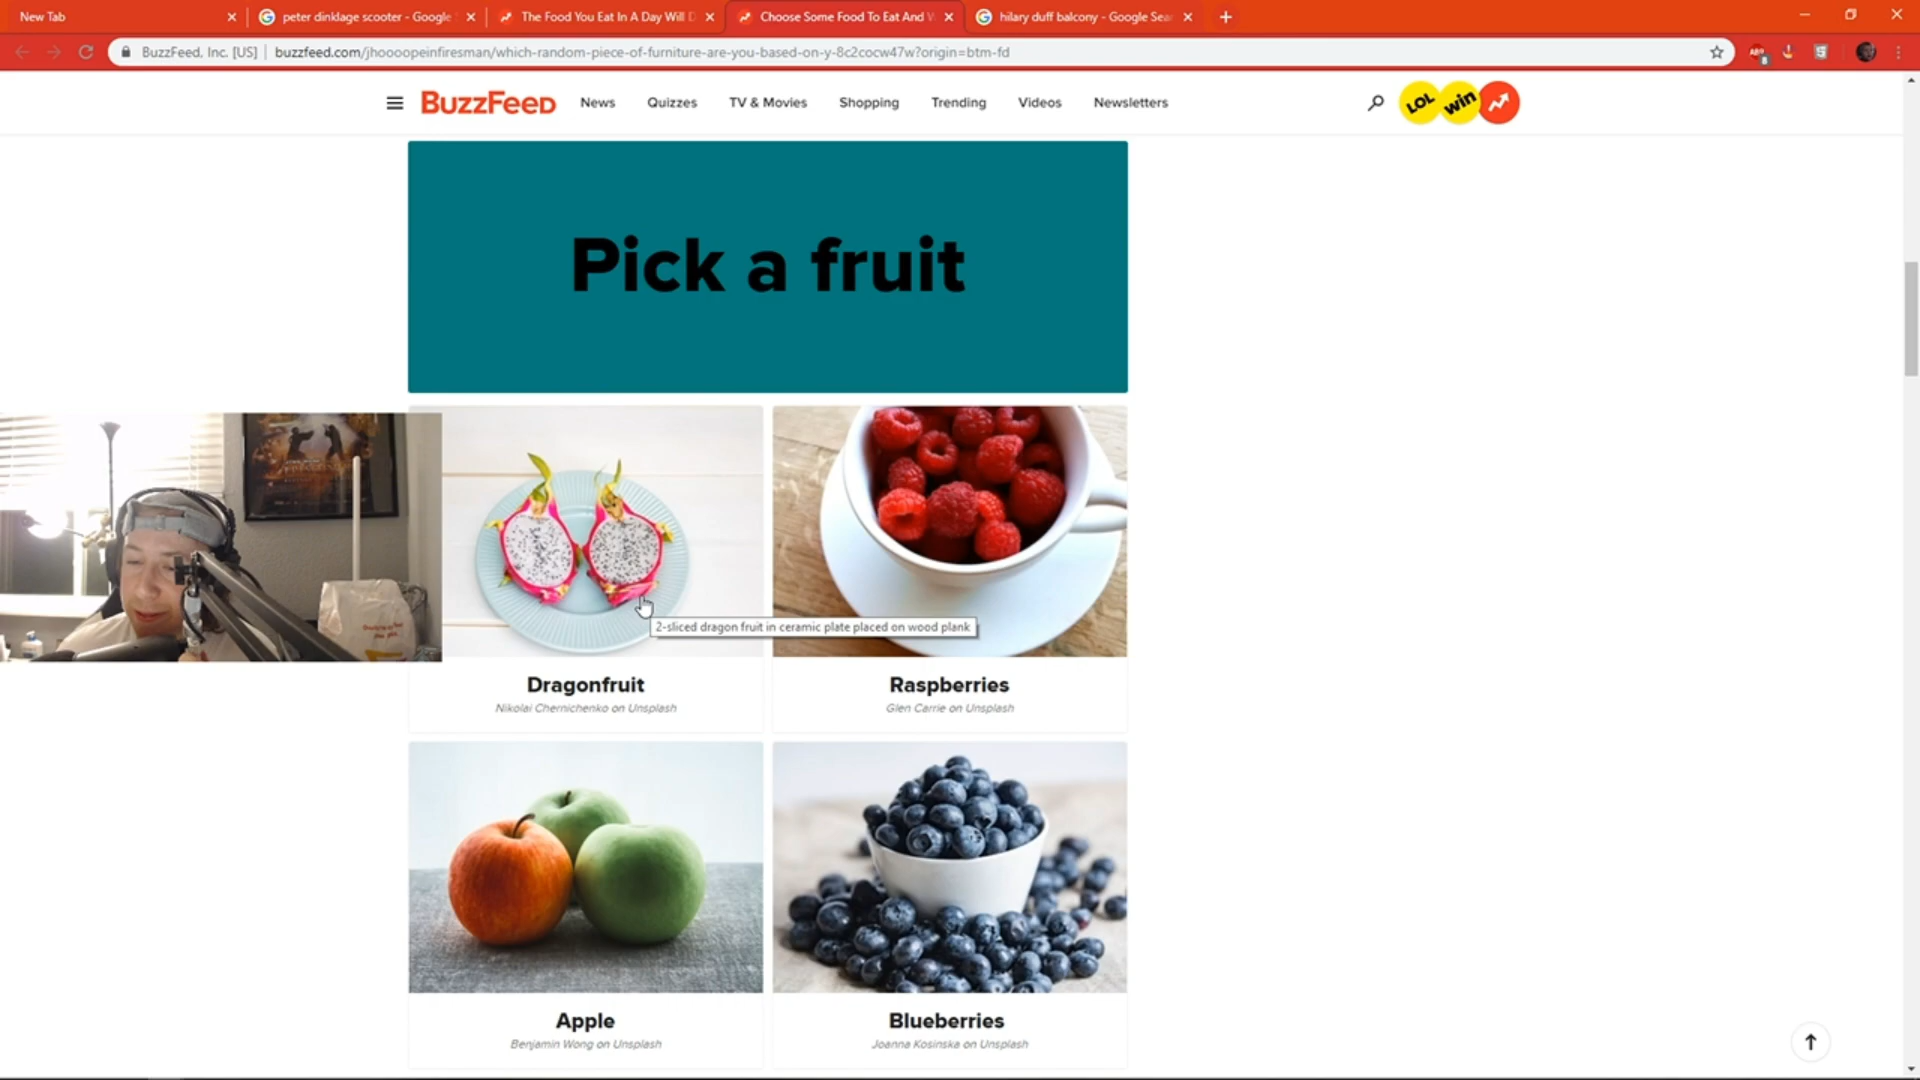 New Tab
peter dinklage scooter - Google
The Food You Eat In A Day Will D
Choose Some Food To Eat And W
hilary duff balcony - Google Sea
BuzzFeed, Inc. [US]
buzzfeed.com/jhoooopeinfiresman/which-random-piece-of-furniture-are-you-based-on-y-8c2cocw47w?origin=btm-fd
ABP
8
BuzzFeed
News
Quizzes
TV & Movies
Shopping
Trending
Videos
Newsletters
LOL
win
Pick a fruit
2-sliced dragon fruit in ceramic plate placed on wood plank
Dragonfruit
Nikolai Chernichenko on Unsplash
Raspberries
Glen Carrie on Unsplash
Apple
Benjamin Wong on Unsplash
Blueberries
Joanna Kosinska on Unsplash